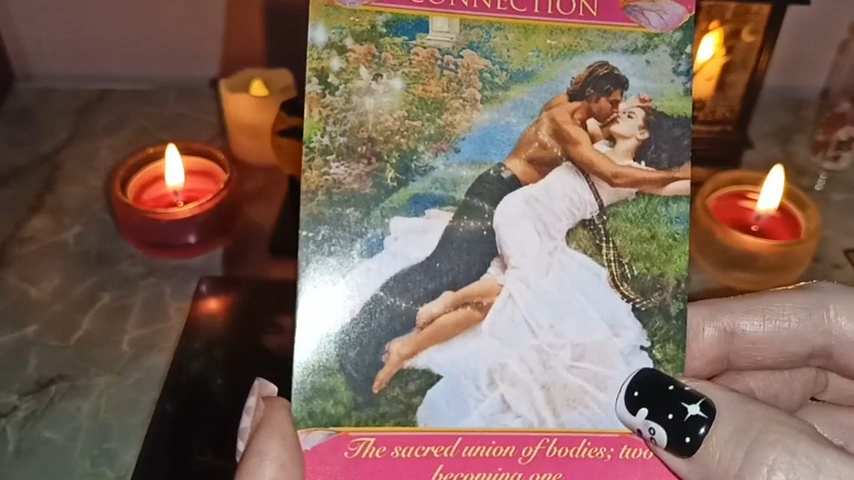 CONNECTION
The sacred union of bodies; two
becoming one